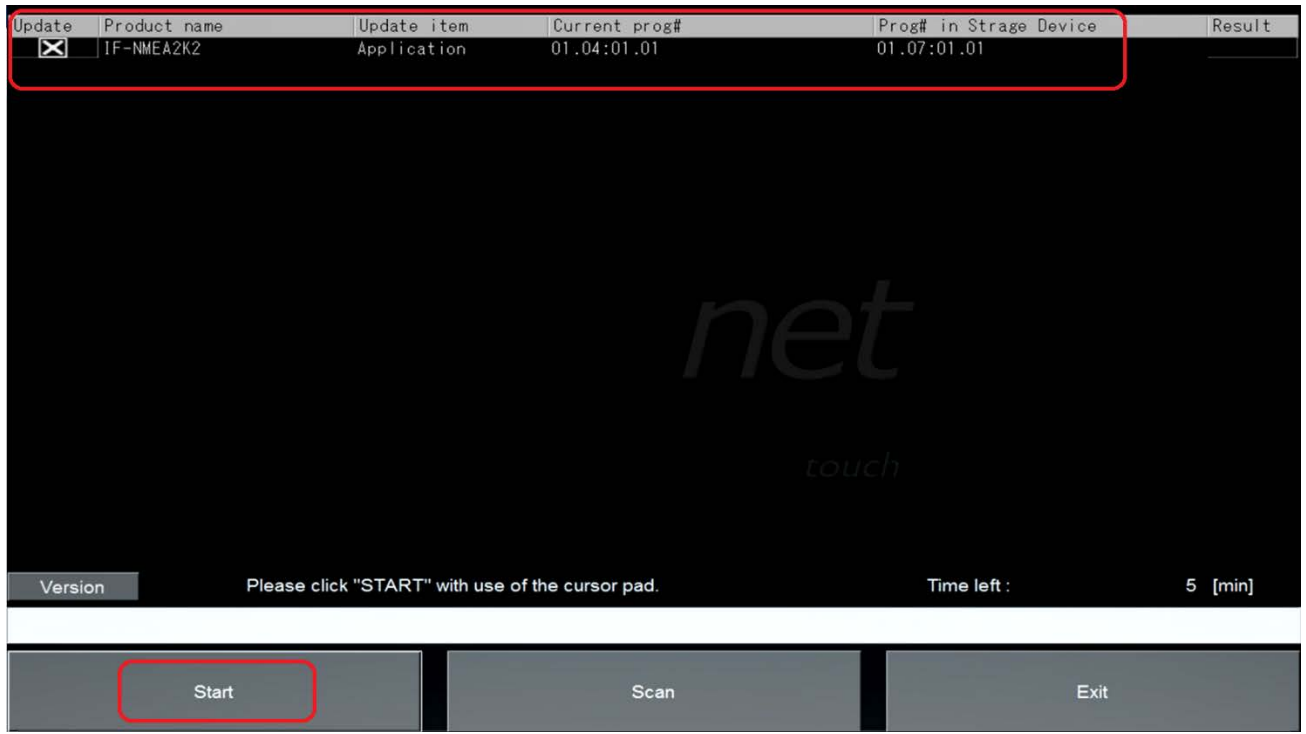 Update Product name Update item Current prog# Prog# in Strage Device Result
IF-NMEA2K2 Application 01.04:01.01 01.07:01.01
net
touch
Version Please click "START" with use of the cursor pad. Time left : 5 [min]
Start Scan Exit